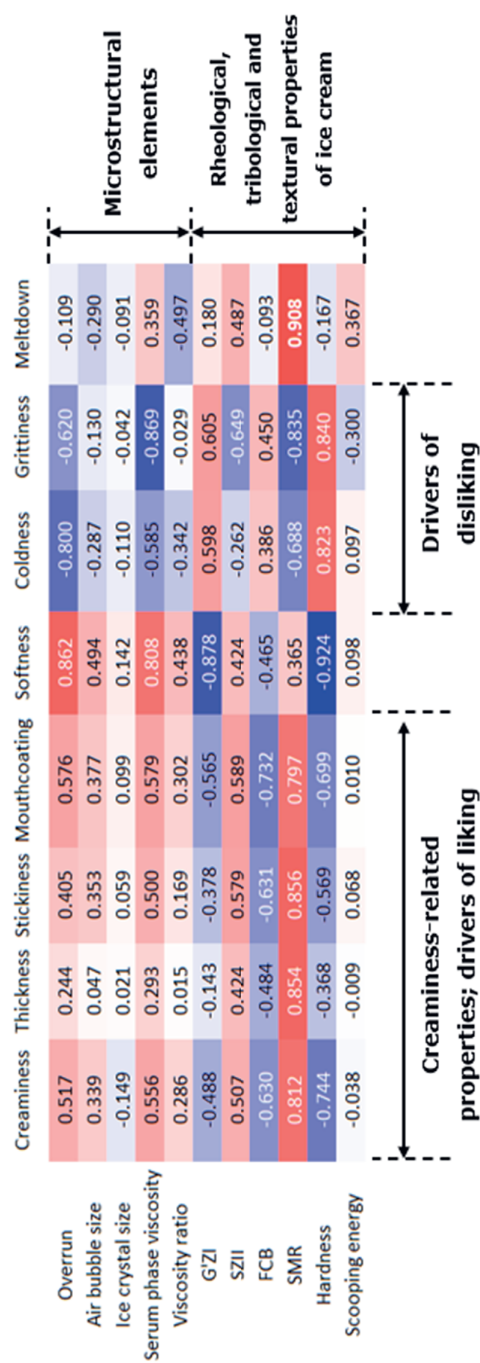 Creaminess Thickness Stickiness Mouthcoating Softness Coldness Grittiness Meltdown
Overrun 0.517 0.244 0.405 0.576 0.862 -0.800 -0.620 -0.109
Air bubble size 0.339 0.047 0.353 0.377 0.494 -0.287 -0.130 -0.290
Ice crystal size -0.149 0.021 0.059 0.099 0.142 -0.110 -0.042 -0.091
Serum phase viscosity 0.556 0.293 0.500 0.579 0.808 -0.585 -0.869 0.359
Viscosity ratio 0.286 0.015 0.169 0.302 0.438 -0.342 -0.029 -0.497
G'ZI -0.488 -0.143 -0.378 -0.565 -0.878 0.598 0.605 0.180
SZII 0.507 0.424 0.579 0.589 0.424 -0.262 -0.649 0.487
FCB -0.630 -0.484 -0.631 -0.732 -0.465 0.386 0.450 -0.093
SMR 0.812 0.854 0.856 0.797 0.365 -0.688 -0.835 0.908
Hardness -0.744 -0.368 -0.569 -0.699 -0.924 0.823 0.840 -0.167
Scooping energy -0.038 -0.009 0.068 0.010 0.098 0.097 -0.300 0.367
Microstructural
elements
Rheological,
tribological and
textural properties
of ice cream
Creaminess-related
properties; drivers of liking
Drivers of
disliking